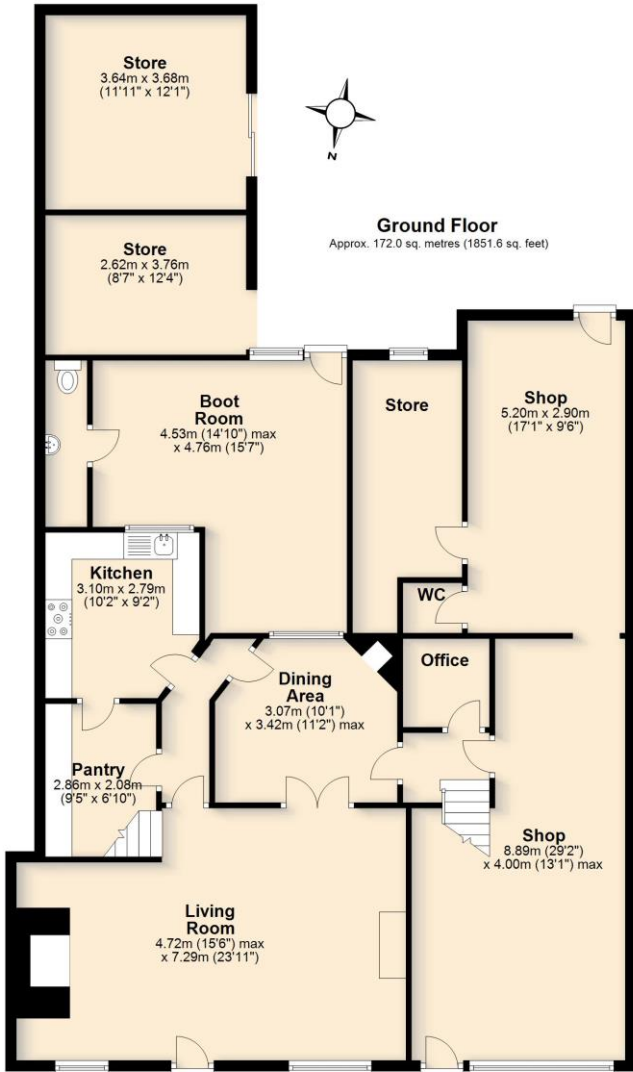 Store
3.64m x 3.68m
(11'11" x 12'1")
N
Ground Floor
Approx. 172.0 sq. metres (1851.6 sq. feet)
Store
2.62m x 3.76m
(8'7" x 12'4")
Boot
Room
4.53m (14'10") max
x 4.76m (15'7")
Store
Shop
5.20m x 2.90m
(17'1" x 9'6")
Kitchen
3.10m x 2.79m
(10'2" x 9'2")
WC
Office
Dining
Area
3.07m (10'1")
x 3.42m (11'2") max
Pantry
2.86m x 2.08m
(9'5" x 6'10")
Shop
8.89m (29'2")
x 4.00m (13'1") max
Living
Room
4.72m (15'6") max
x 7.29m (23'11")